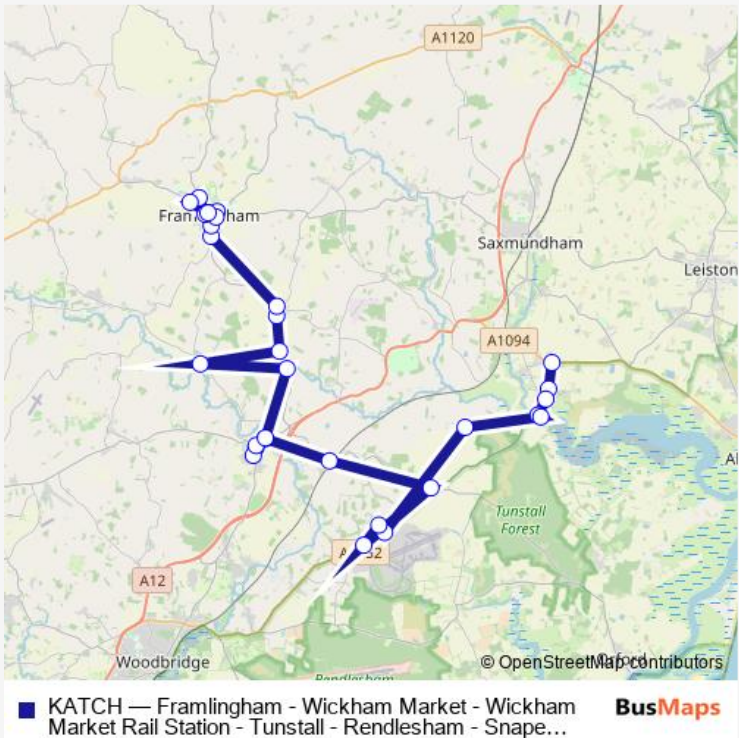 A1120
Framlingham
Saxmundham
Leiston
A1094
Tunstall
Forest
A12
Woodbridge
© OpenStreetMap contributors
Rendlesham
KATCH — Framlingham - Wickham Market - Wickham
Market Rail Station - Tunstall - Rendlesham - Snape...
BusMaps